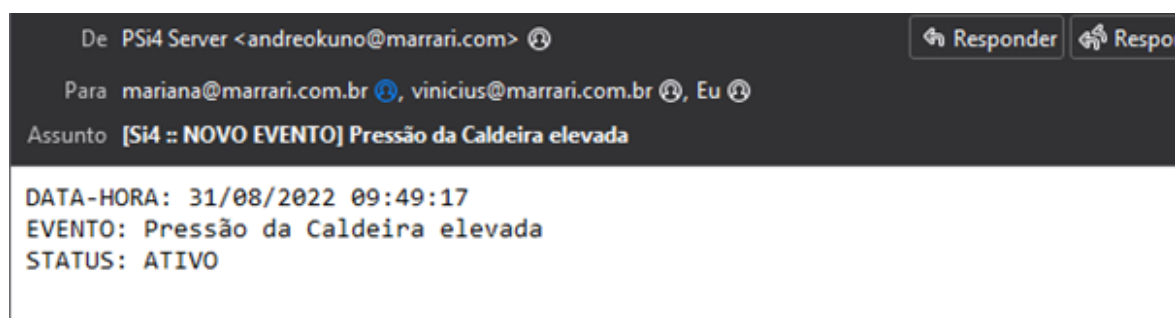 De PSi4 Server <andreokuno@marrari.com> Responder
Para mariana@marrari.com.br, vinicius@marrari.com.br, Eu
Assunto [Si4 :: NOVO EVENTO] Pressão da Caldeira elevada
DATA-HORA: 31/08/2022 09:49:17
EVENTO: Pressão da Caldeira elevada
STATUS: ATIVO